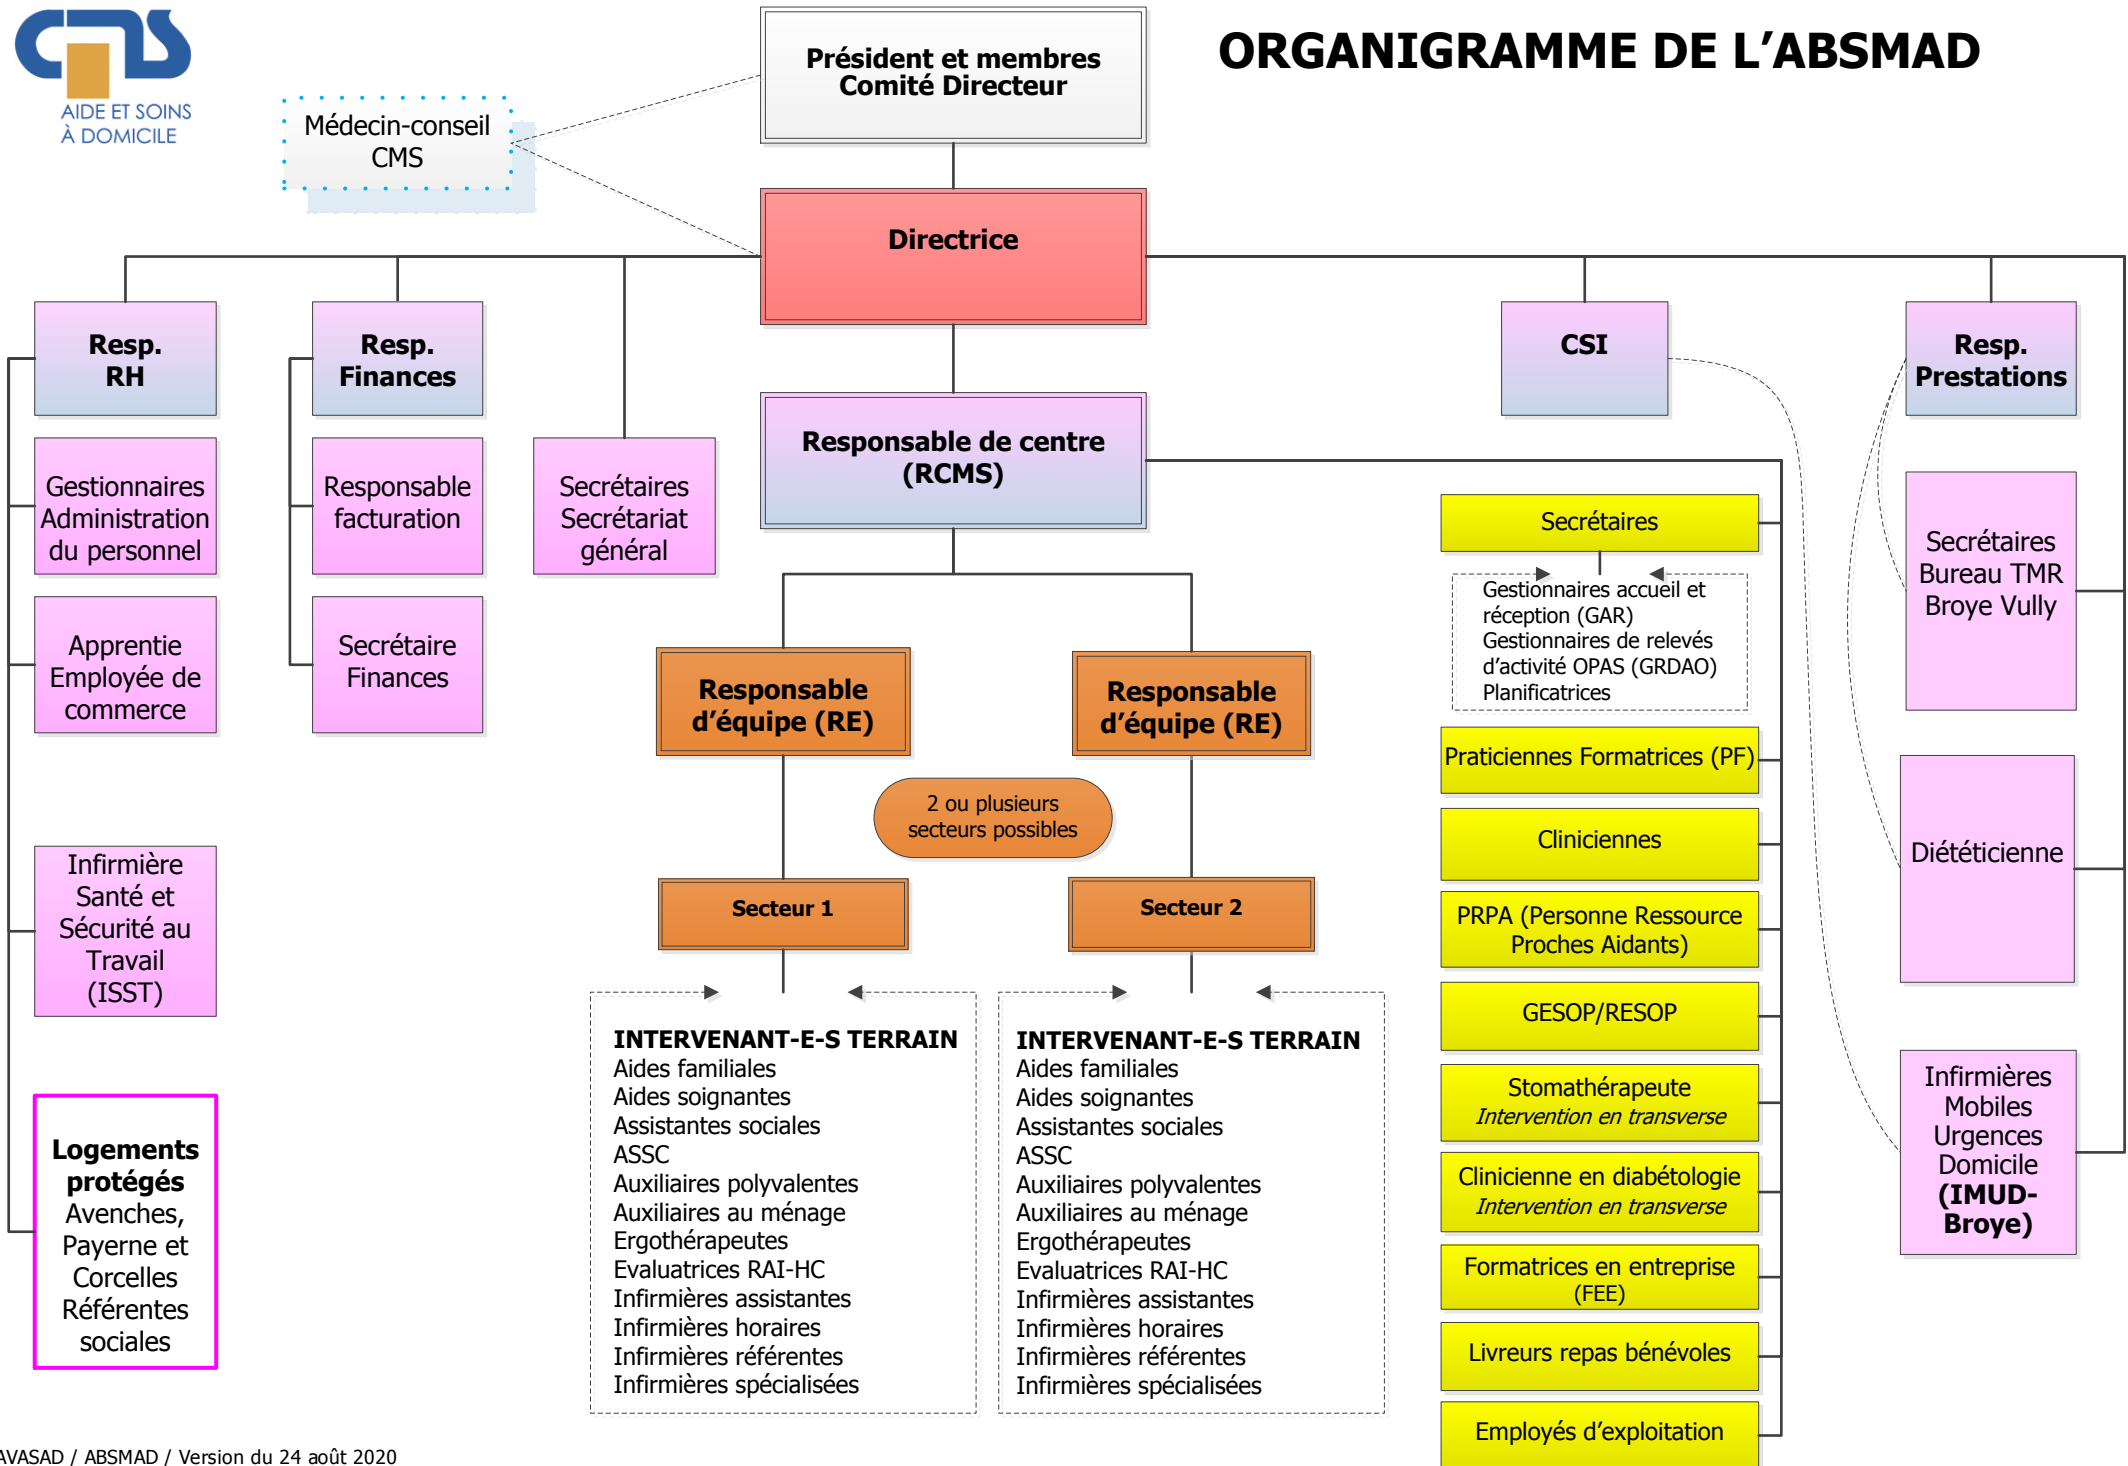 cms
AIDE ET SOINS
À DOMICILE
ORGANIGRAMME DE L'ABSMAD
Président et membres
Comité Directeur
Médecin-conseil
CMS
Directrice
Resp.
RH
Resp.
Finances
CSI
Resp.
Prestations
Responsable de centre
(RCMS)
Gestionnaires
Administration
du personnel
Responsable
facturation
Secrétaires
Secrétariat
général
Apprentie
Employée de
commerce
Secrétaire
Finances
Infirmière
Santé et
Sécurité au
Travail
(ISST)
Logements
protégés
Avenches,
Payerne et
Corcelles
Référentes
sociales
Responsable
d'équipe (RE)
Responsable
d'équipe (RE)
2 ou plusieurs
secteurs possibles
Secteur 1
Secteur 2
INTERVENANT-E-S TERRAIN
Aides familiales
Aides soignantes
Assistantes sociales
ASSC
Auxiliaires polyvalentes
Auxiliaires au ménage
Ergothérapeutes
Evaluatrices RAI-HC
Infirmières assistantes
Infirmières horaires
Infirmières référentes
Infirmières spécialisées
INTERVENANT-E-S TERRAIN
Aides familiales
Aides soignantes
Assistantes sociales
ASSC
Auxiliaires polyvalentes
Auxiliaires au ménage
Ergothérapeutes
Evaluatrices RAI-HC
Infirmières assistantes
Infirmières horaires
Infirmières référentes
Infirmières spécialisées
Secrétaires
Gestionnaires accueil et
réception (GAR)
Gestionnaires de relevés
d'activité OPAS (GRDAO)
Planificatrices
Praticiennes Formatrices (PF)
Cliniciennes
PRPA (Personne Ressource
Proches Aidants)
GESOP/RESOP
Stomathérapeute
Intervention en transverse
Clinicienne en diabétologie
Intervention en transverse
Formatrices en entreprise
(FEE)
Livreurs repas bénévoles
Employés d'exploitation
Secrétaires
Bureau TMR
Broye Vully
Diététicienne
Infirmières
Mobiles
Urgences
Domicile
(IMUD-
Broye)
AVASAD / ABSMAD / Version du 24 août 2020